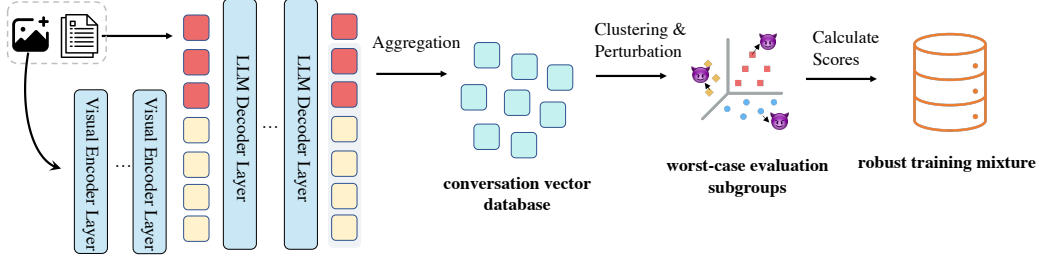 Visual Encoder Layer
...
Visual Encoder Layer
LLM Decoder Layer
...
LLM Decoder Layer
Aggregation
conversation vector
database
Clustering &
Perturbation
worst-case evaluation
subgroups
Calculate
Scores
robust training mixture